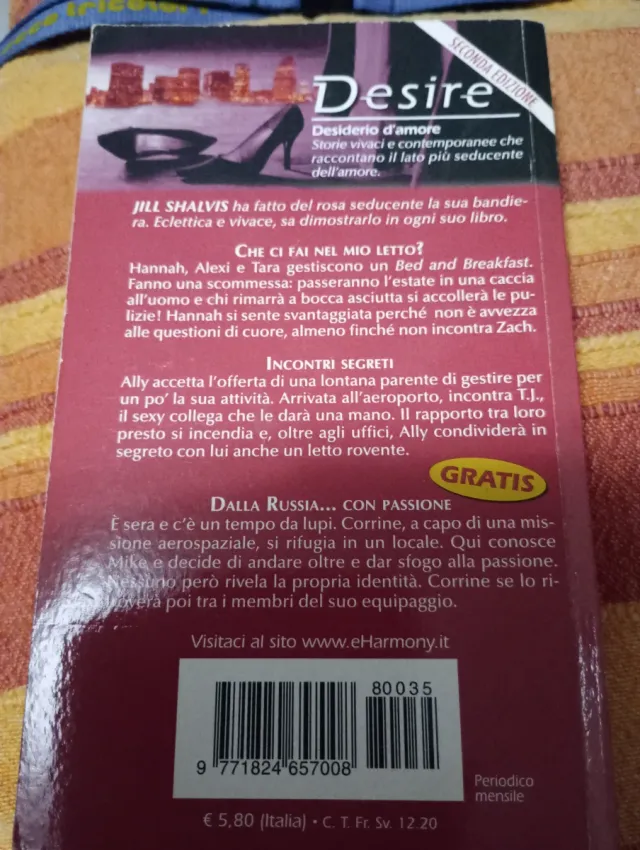 SECONDA EDIZIONE
Desire
Desiderio d'amore
Storie vivaci e contemporanee che
raccontano il lato più seducente
dell'amore.
JILL SHALVIS ha fatto del rosa seducente la sua bandie-
ra. Eclettica e vivace, sa dimostrarlo in ogni suo libro.
CHE CI FAI NEL MIO LETTO?
Hannah, Alexi e Tara gestiscono un Bed and Breakfast.
Fanno una scommessa: passeranno l'estate in una caccia
all'uomo e chi rimarrà a bocca asciutta si accollerà le pu-
lizie! Hannah si sente svantaggiata perché non è avvezza
alle questioni di cuore, almeno finché non incontra Zach.
INCONTRI SEGRETI
Ally accetta l'offerta di una lontana parente di gestire per
un po' la sua attività. Arrivata all'aeroporto, incontra T.J.,
il sexy collega che le darà una mano. Il rapporto tra loro
presto si incendia e, oltre agli uffici, Ally condividerà in
segreto con lui anche un letto rovente.
GRATIS
DALLA RUSSIA... CON PASSIONE
È sera e c'è un tempo da lupi. Corrine, a capo di una mis-
sione aerospaziale, si rifugia in un locale. Qui conosce
Mike e decide di andare oltre e dar sfogo alla passione.
Nessuno però rivela la propria identità. Corrine se lo ri-
troverà poi tra i membri del suo equipaggio.
Visitaci al sito www.eHarmony.it
80035
9 771824 657008
Periodico
mensile
€ 5,80 (Italia) • C. T. Fr. Sv. 12.20